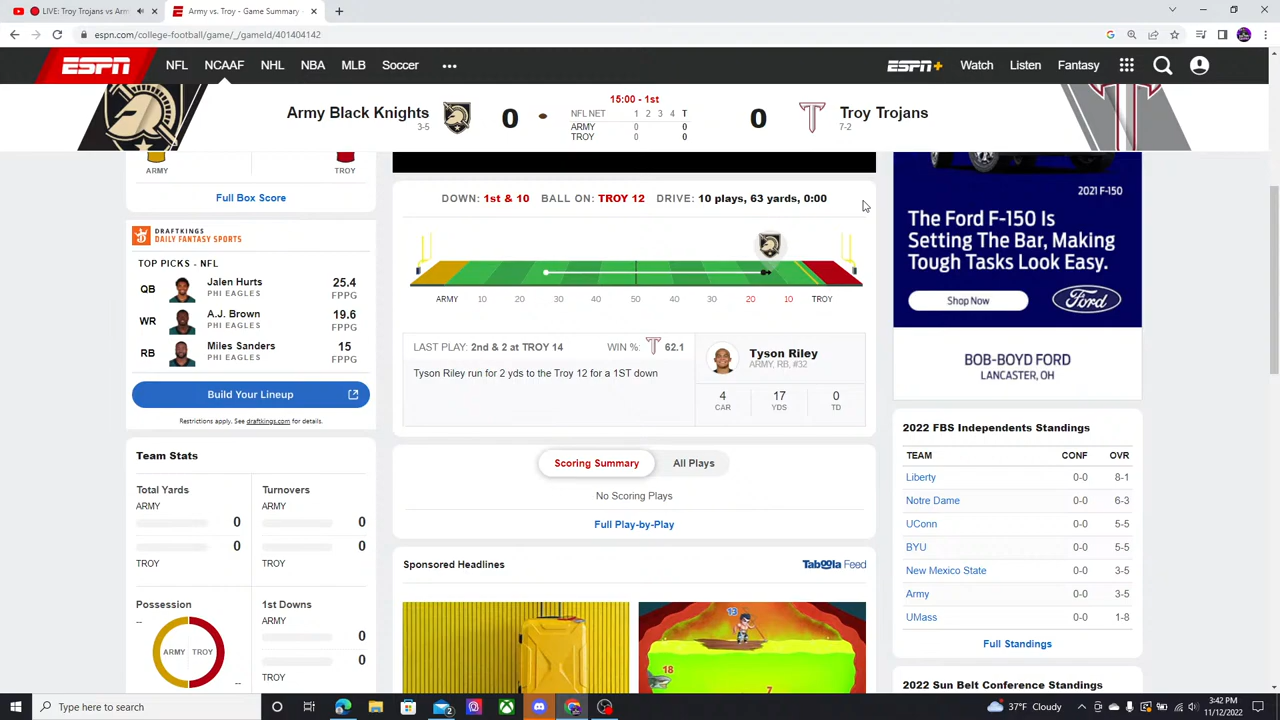 LIVE: Troy Trojans vs Arm
Army vs. Troy - Game Summary -
espn.com/college-football/game/_/gameId/401404142
ESPN
NFL NCAAF NHL NBA MLB Soccer
ESPN+ Watch Listen Fantasy
Army Black Knights
3-5
0
15:00 - 1st
NFL NET 1 2 3 4 T
ARMY 0 0
TROY 0 0
0
Troy Trojans
7-2
ARMY TROY
Full Box Score
DRAFTKINGS
DAILY FANTASY SPORTS
TOP PICKS - NFL
QB Jalen Hurts 25.4
PHI EAGLES FPPG
WR A.J. Brown 19.6
PHI EAGLES FPPG
RB Miles Sanders 15
PHI EAGLES FPPG
Build Your Lineup
Restrictions apply. See draftkings.com for details.
Team Stats
Total Yards Turnovers
ARMY ARMY
0 0
0 0
TROY TROY
Possession 1st Downs
-- ARMY
0
ARMY TROY
0
-- TROY
DOWN: 1st & 10 BALL ON: TROY 12 DRIVE: 10 plays, 63 yards, 0:00
ARMY 10 20 30 40 50 40 30 20 10 TROY
LAST PLAY: 2nd & 2 at TROY 14 WIN %: 62.1
Tyson Riley run for 2 yds to the Troy 12 for a 1ST down
Tyson Riley
ARMY, RB, #32
4 17 0
CAR YDS TD
Scoring Summary All Plays
No Scoring Plays
Full Play-by-Play
Sponsored Headlines Taboola Feed
13
18
7
2021 F-150
The Ford F-150 Is
Setting The Bar, Making
Tough Tasks Look Easy.
Shop Now Ford
BOB-BOYD FORD
LANCASTER, OH
2022 FBS Independents Standings
TEAM CONF OVR
Liberty 0-0 8-1
Notre Dame 0-0 6-3
UConn 0-0 5-5
BYU 0-0 5-5
New Mexico State 0-0 3-5
Army 0-0 3-5
UMass 0-0 1-8
Full Standings
2022 Sun Belt Conference Standings
Type here to search
2
37°F Cloudy
3:42 PM
11/12/2022